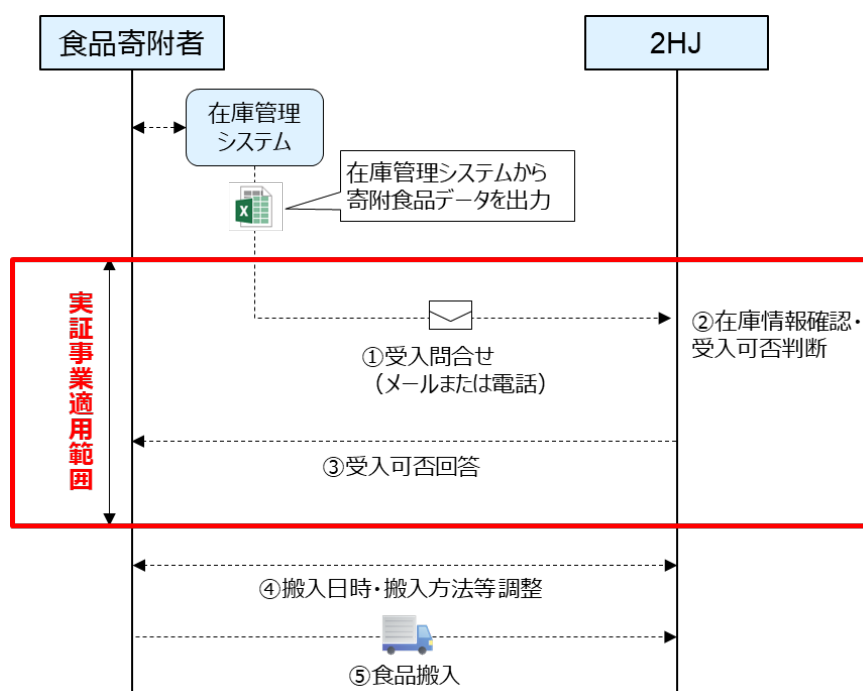 食品寄附者
2HJ
在庫管理
システム
在庫管理システムから
寄附食品データを出力
X
実証事業適用範囲
①受入問合せ
（メールまたは電話）
②在庫情報確認・
受入可否判断
③受入可否回答
④搬入日時・搬入方法等調整
⑤食品搬入